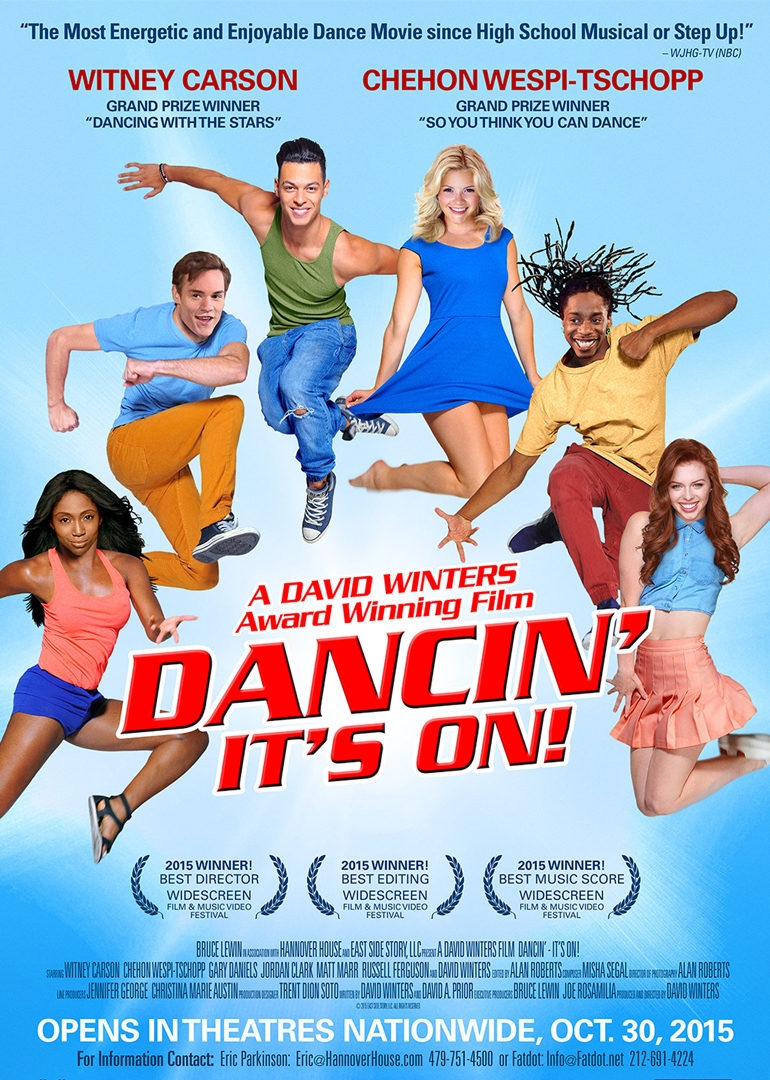 “The Most Energetic and Enjoyable Dance Movie since High School Musical or Step Up!”
– WJHG-TV (NBC)
WITNEY CARSON
GRAND PRIZE WINNER
“DANCING WITH THE STARS”
CHEHON WESPI-TSCHOPP
GRAND PRIZE WINNER
“SO YOU THINK YOU CAN DANCE”
A DAVID WINTERS
Award Winning Film
DANCIN’
IT’S ON!
2015 WINNER!
BEST DIRECTOR
WIDESCREEN
FILM & MUSIC VIDEO
FESTIVAL
2015 WINNER!
BEST EDITING
WIDESCREEN
FILM & MUSIC VIDEO
FESTIVAL
2015 WINNER!
BEST MUSIC SCORE
WIDESCREEN
FILM & MUSIC VIDEO
FESTIVAL
BRUCE LEWIN IN ASSOCIATION WITH HANNOVER HOUSE AND EAST SIDE STORY, LLC PRESENT A DAVID WINTERS FILM DANCIN' - IT'S ON!
STARRING WITNEY CARSON CHEHON WESPI-TSCHOPP GARY DANIELS JORDAN CLARK MATT MARR RUSSELL FERGUSON AND DAVID WINTERS EDITED BY ALAN ROBERTS COMPOSER MISHA SEGAL DIRECTOR OF PHOTOGRAPHY ALAN ROBERTS
LINE PRODUCERS JENNIFER GEORGE CHRISTINA MARIE AUSTIN PRODUCTION DESIGNER TRENT DION SOTO WRITTEN BY DAVID WINTERS AND DAVID A. PRIOR EXECUTIVE PRODUCERS BRUCE LEWIN JOE ROSAMILIA PRODUCED AND DIRECTED BY DAVID WINTERS
© 2015 EAST SIDE STORY, LLC. ALL RIGHTS RESERVED.
OPENS IN THEATRES NATIONWIDE, OCT. 30, 2015
For Information Contact: Eric Parkinson: Eric@HannoverHouse.com 479-751-4500 or Fatdot: Info@Fatdot.net 212-691-4224